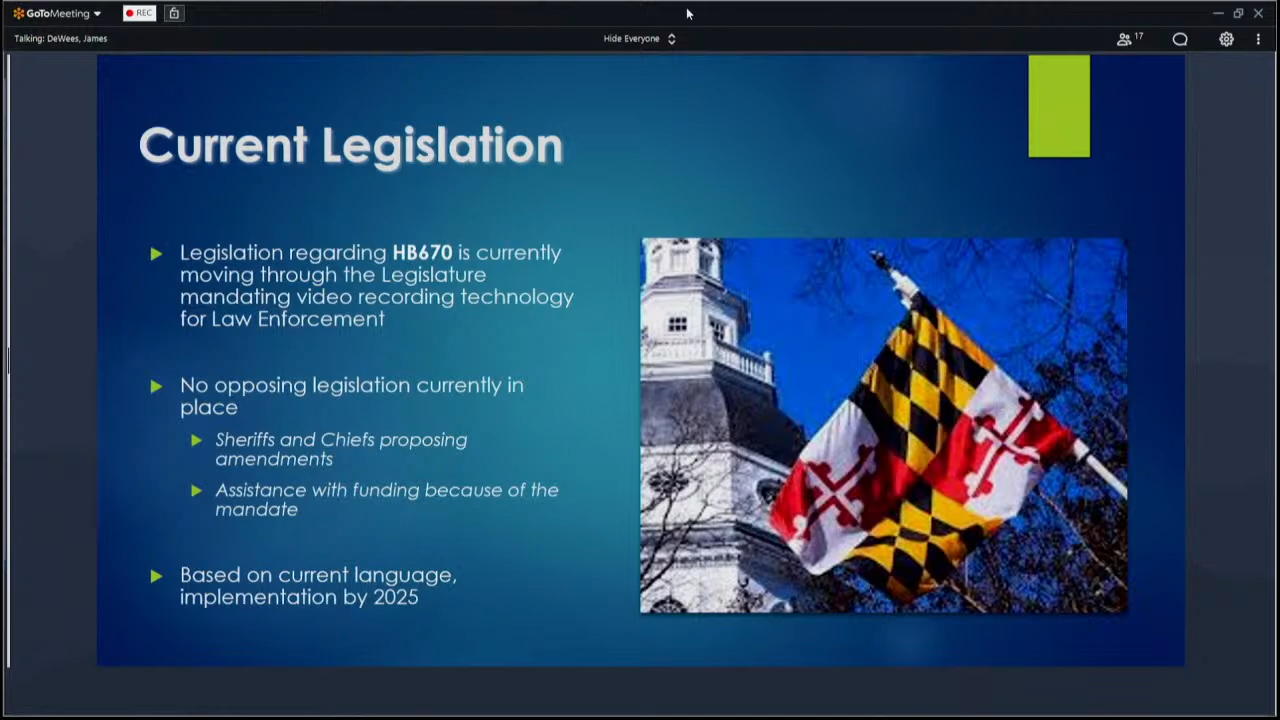 GoToMeeting
REC
Talking: DeWees, James
Hide Everyone
17
Current Legislation
Legislation regarding HB670 is currently
moving through the Legislature
mandating video recording technology
for Law Enforcement
No opposing legislation currently in
place
Sheriffs and Chiefs proposing
amendments
Assistance with funding because of the
mandate
Based on current language,
implementation by 2025